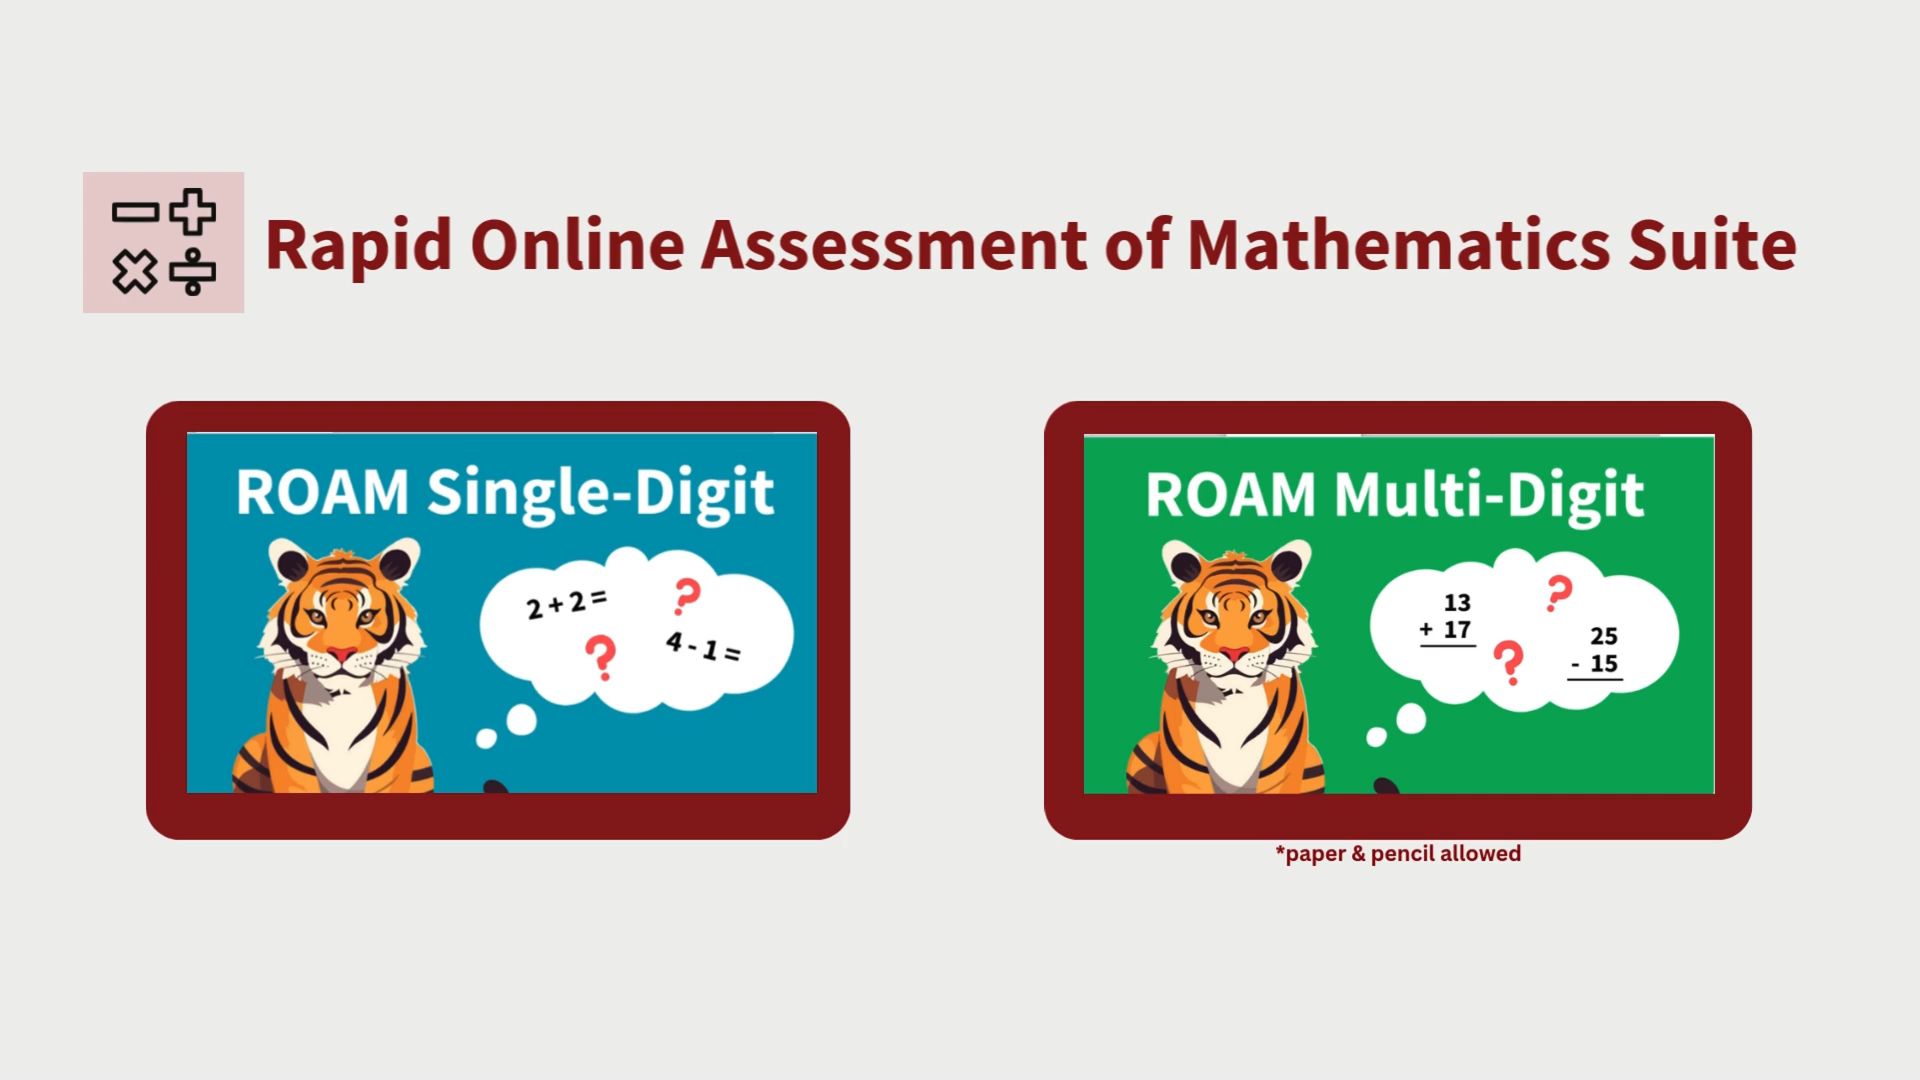 Rapid Online Assessment of Mathematics Suite
ROAM Single-Digit
2 + 2 =
?
?
4 - 1 =
ROAM Multi-Digit
13
+ 17
?
?
25
- 15
*paper & pencil allowed